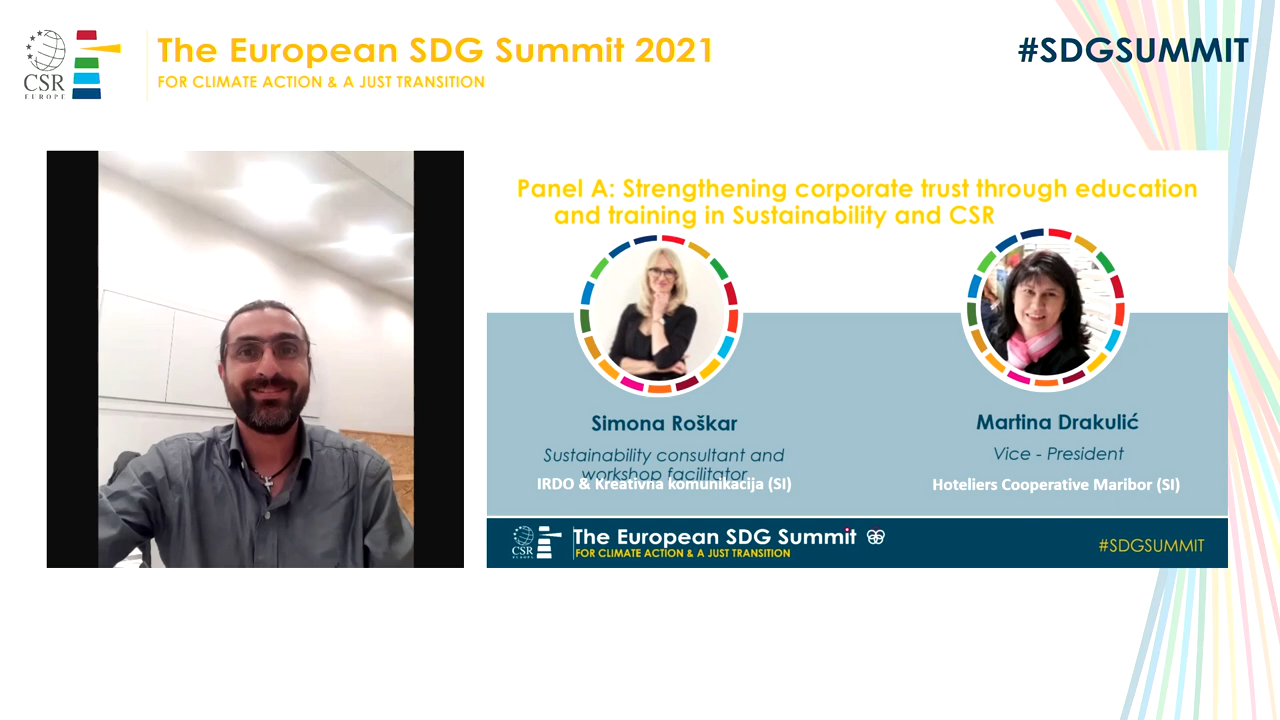 CSR
EUROPE
The European SDG Summit 2021
FOR CLIMATE ACTION & A JUST TRANSITION
#SDGSUMMIT
Panel A: Strengthening corporate trust through education
and training in Sustainability and CSR
Simona Roškar
Sustainability consultant and
workshop facilitator
IRDO & Kreativna komunikacija (SI)
Martina Drakulić
Vice - President
Hoteliers Cooperative Maribor (SI)
CSR
EUROPE
The European SDG Summit
FOR CLIMATE ACTION & A JUST TRANSITION
#SDGSUMMIT